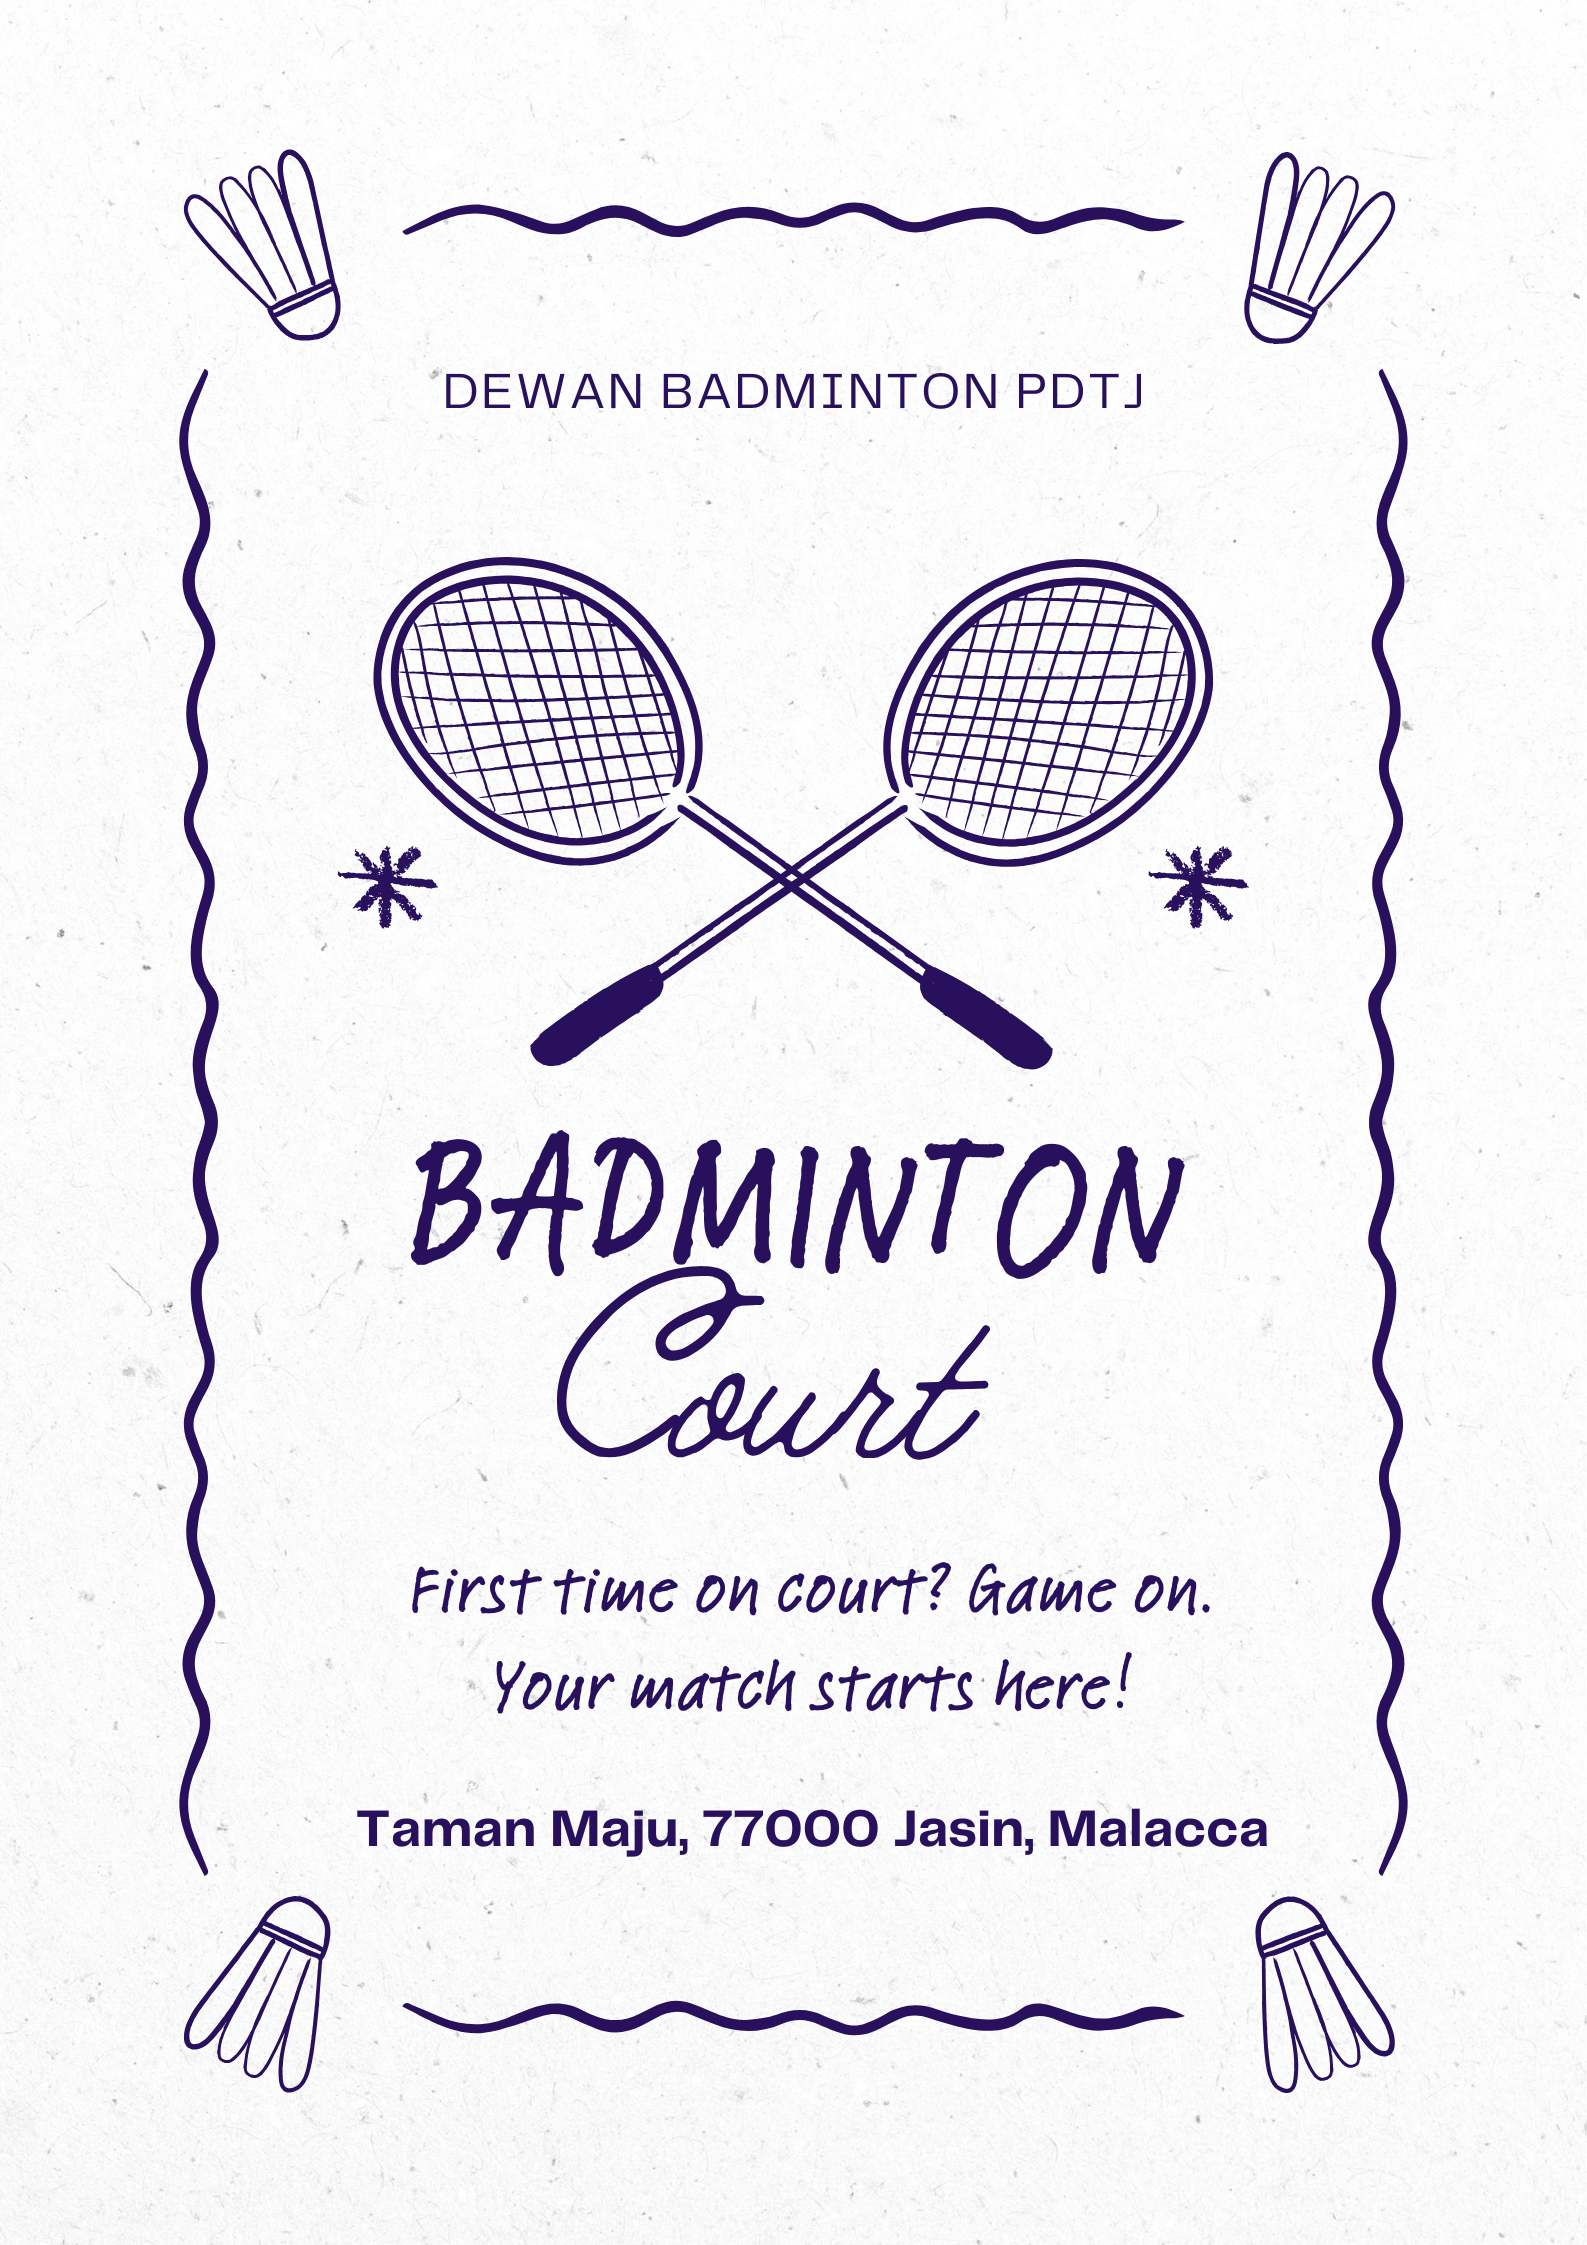 DEWAN BADMINTON PDTJ
BADMINTON
Court
First time on court? Game on.
Your match starts here!
Taman Maju, 77000 Jasin, Malacca